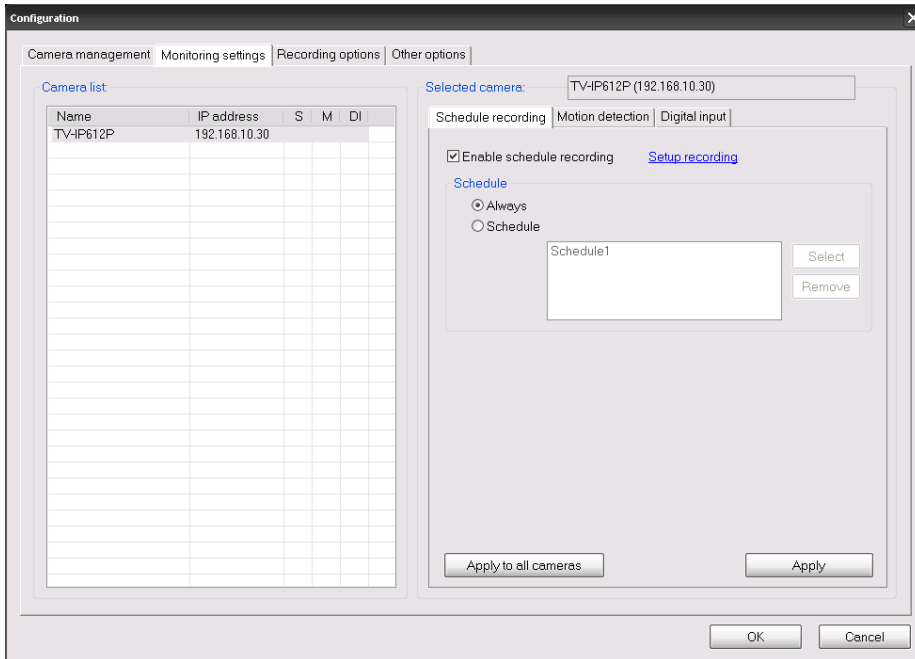 Configuration
Camera management Monitoring settings Recording options Other options
Camera list
Name IP address S M DI
TV-IP612P 192.168.10.30
Selected camera: TV-IP612P (192.168.10.30)
Schedule recording Motion detection Digital input
Enable schedule recording Setup recording
Schedule
Always
Schedule
Schedule1
Select
Remove
Apply to all cameras Apply
OK Cancel